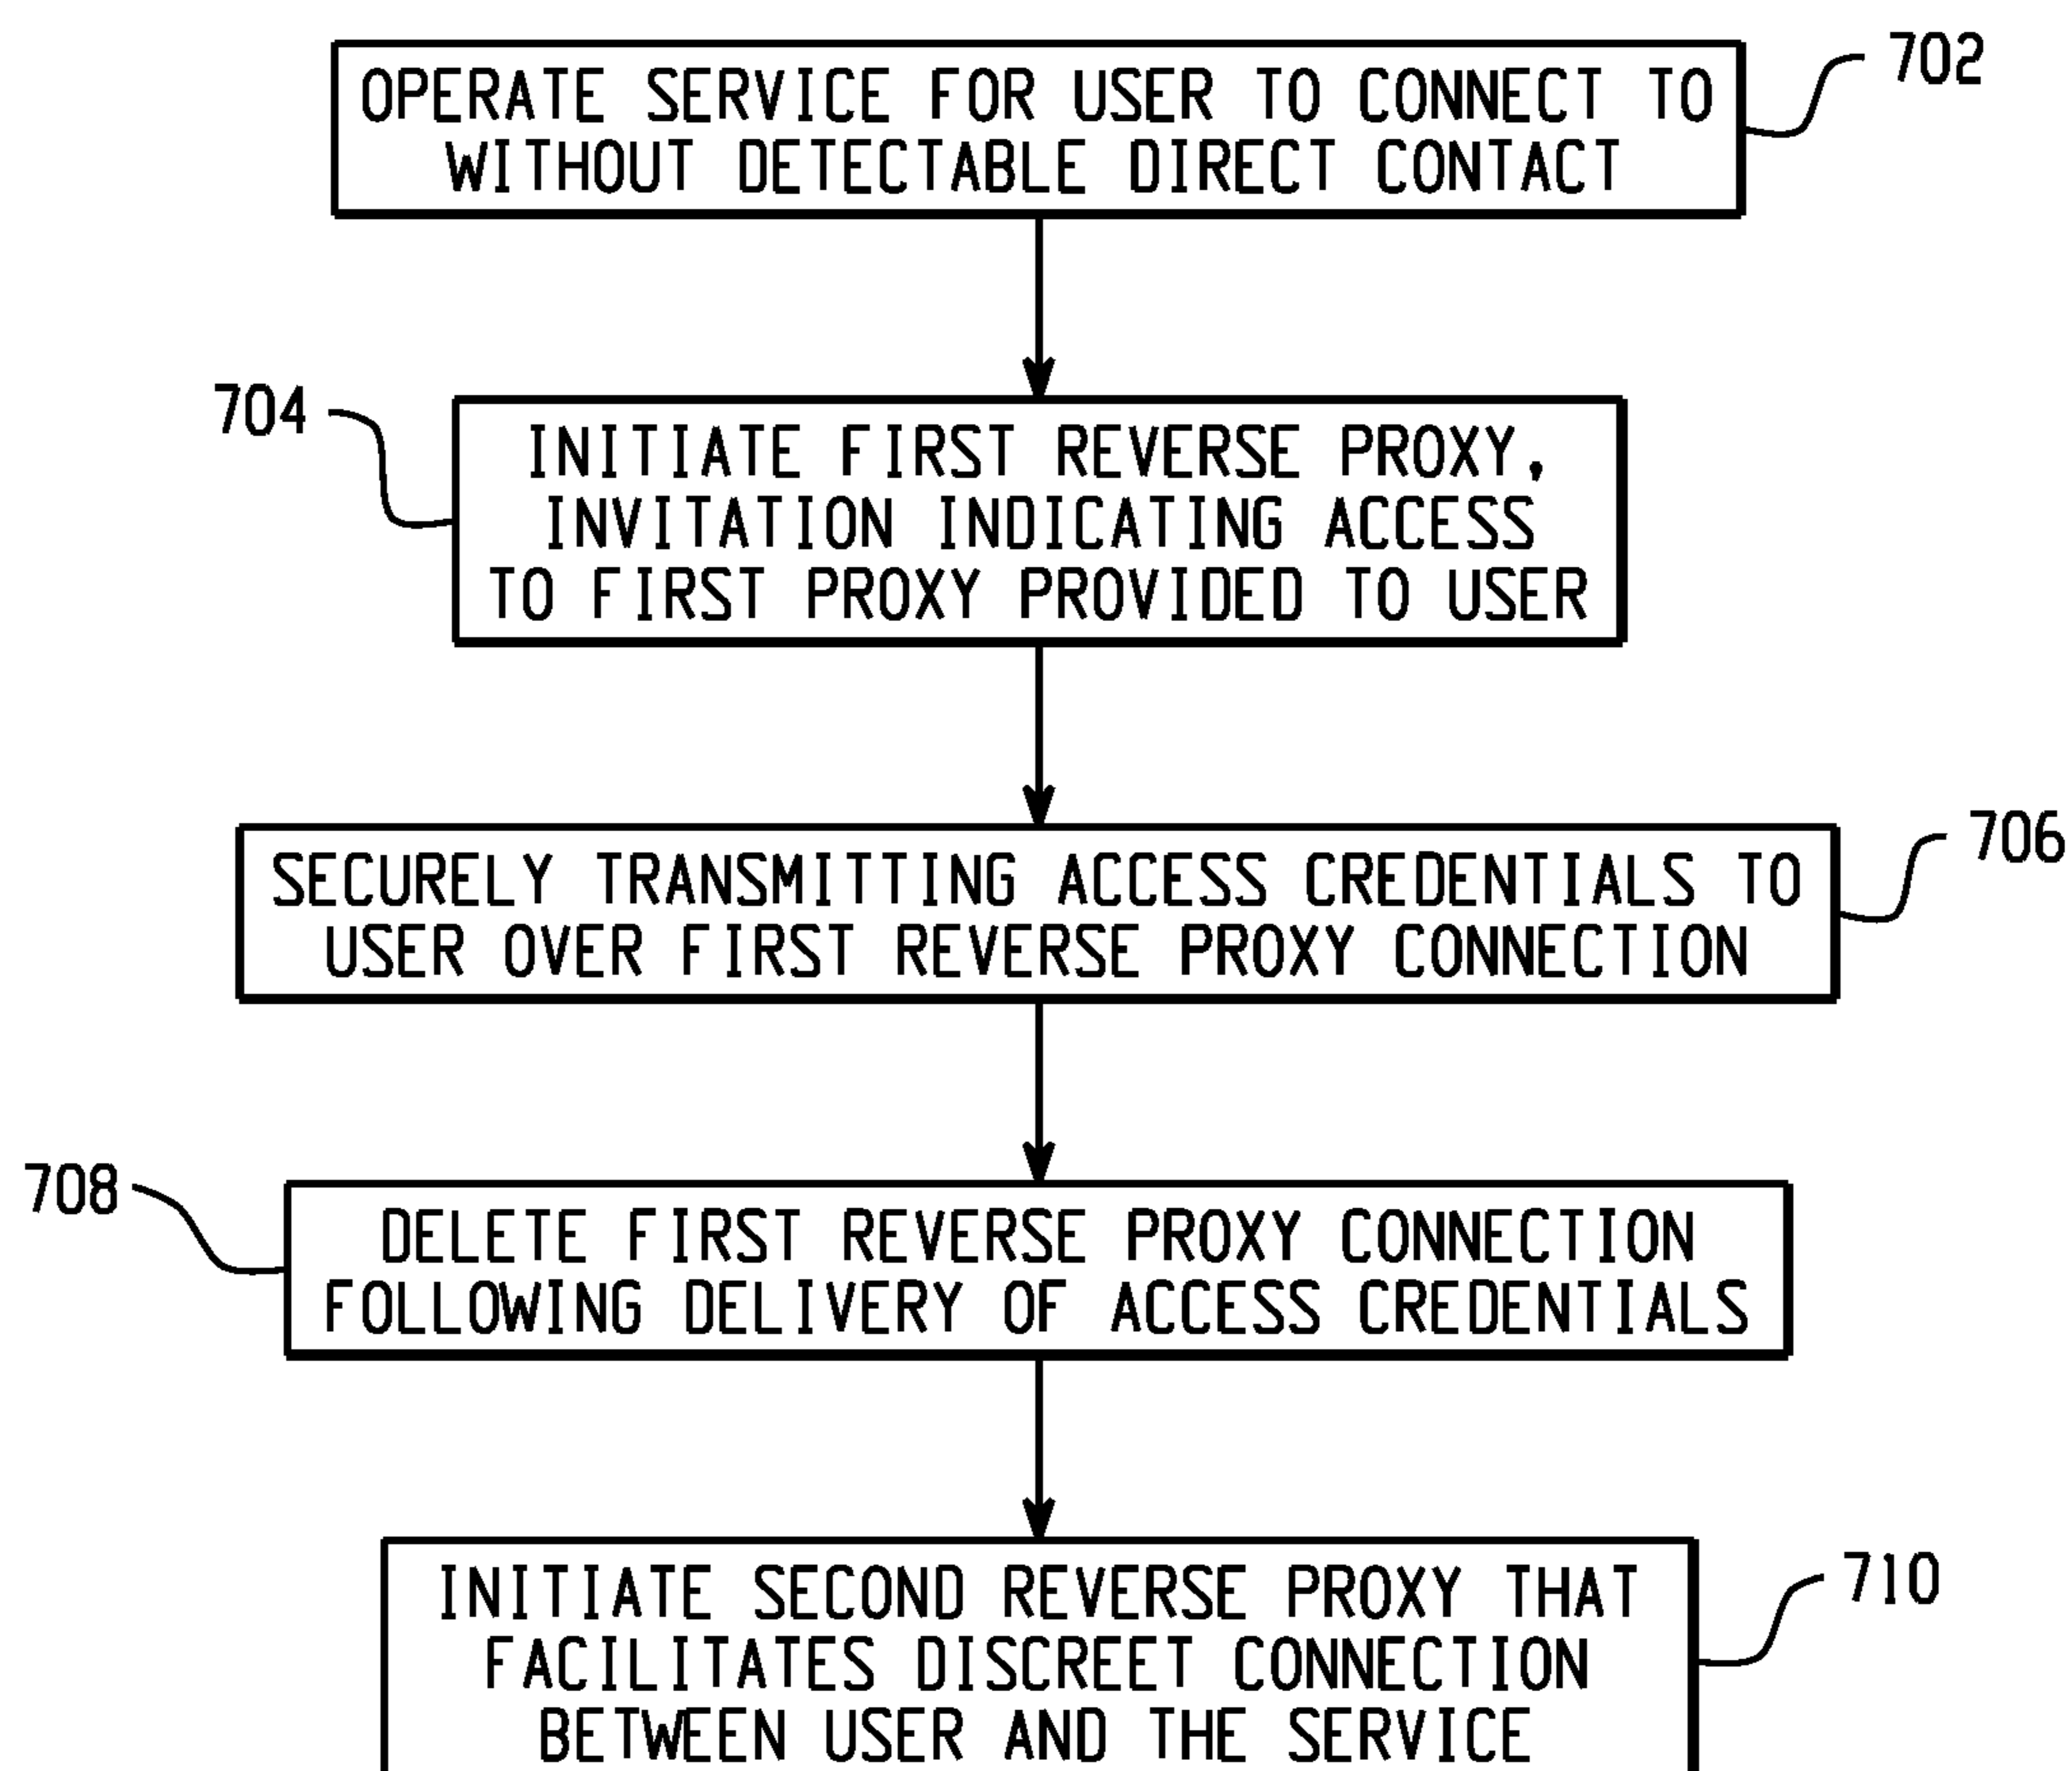 OPERATE SERVICE FOR USER TO CONNECT TO
WITHOUT DETECTABLE DIRECT CONTACT
702
704
INITIATE FIRST REVERSE PROXY,
INVITATION INDICATING ACCESS
TO FIRST PROXY PROVIDED TO USER
706
SECURELY TRANSMITTING ACCESS CREDENTIALS TO
USER OVER FIRST REVERSE PROXY CONNECTION
708
DELETE FIRST REVERSE PROXY CONNECTION
FOLLOWING DELIVERY OF ACCESS CREDENTIALS
INITIATE SECOND REVERSE PROXY THAT
FACILITATES DISCREET CONNECTION
BETWEEN USER AND THE SERVICE
710